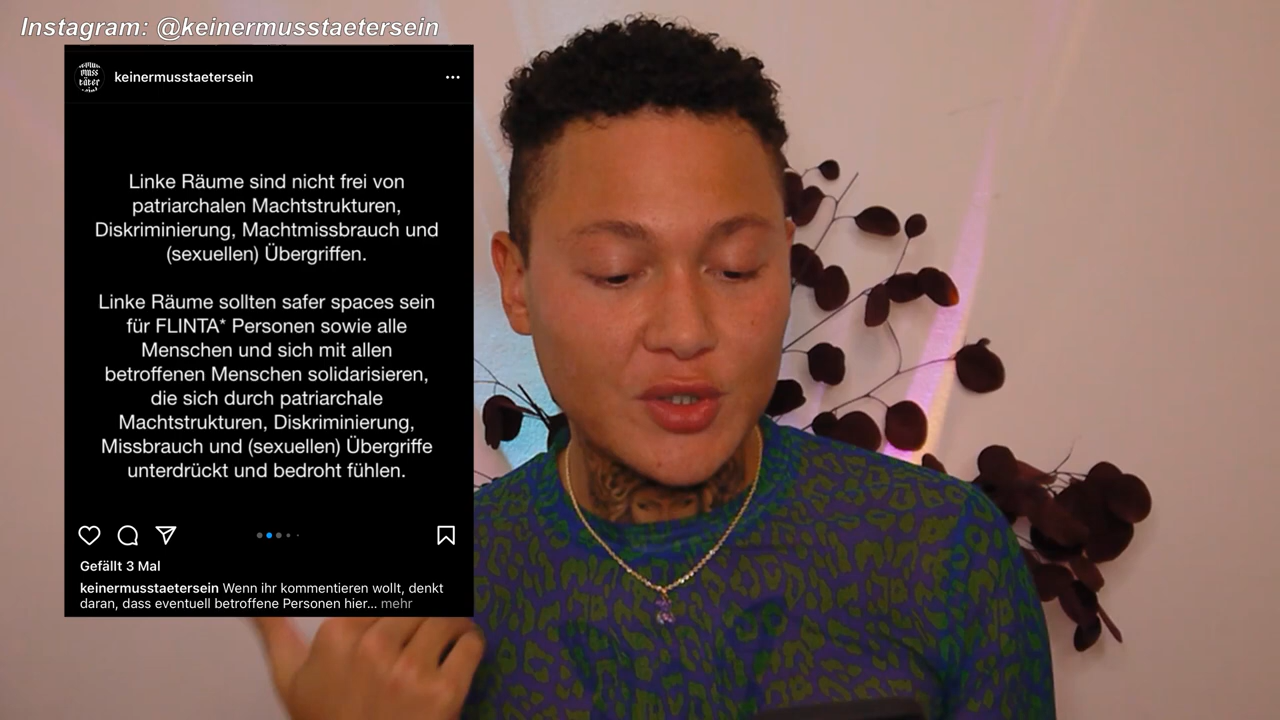 Instagram: @keinermusstaetersein
keinermusstaetersein
Linke Räume sind nicht frei von
patriarchalen Machtstrukturen,
Diskriminierung, Machtmissbrauch und
(sexuellen) Übergriffen.
Linke Räume sollten safer spaces sein
für FLINTA* Personen sowie alle
Menschen und sich mit allen
betroffenen Menschen solidarisieren,
die sich durch patriarchale
Machtstrukturen, Diskriminierung,
Missbrauch und (sexuellen) Übergriffe
unterdrückt und bedroht fühlen.
Gefällt 3 Mal
keinermusstaetersein Wenn ihr kommentieren wollt, denkt
daran, dass eventuell betroffene Personen hier... mehr